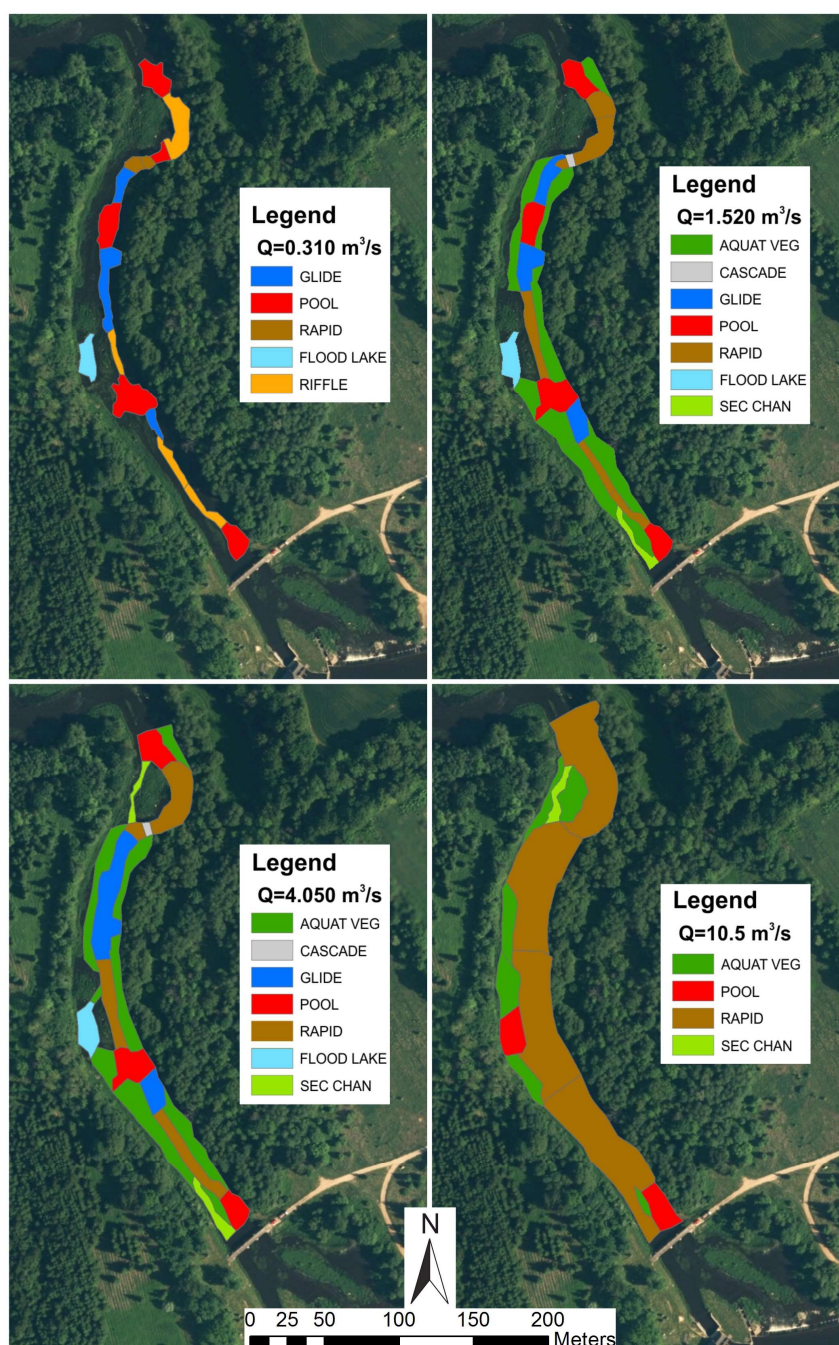 Legend
Q=0.310 m³/s
GLIDE
POOL
RAPID
FLOOD LAKE
RIFFLE
Legend
Q=1.520 m³/s
AQUAT VEG
CASCADE
GLIDE
POOL
RAPID
FLOOD LAKE
SEC CHAN
Legend
Q=4.050 m³/s
AQUAT VEG
CASCADE
GLIDE
POOL
RAPID
FLOOD LAKE
SEC CHAN
Legend
Q=10.5 m³/s
AQUAT VEG
POOL
RAPID
SEC CHAN
N
0 25 50 100 150 200
Meters